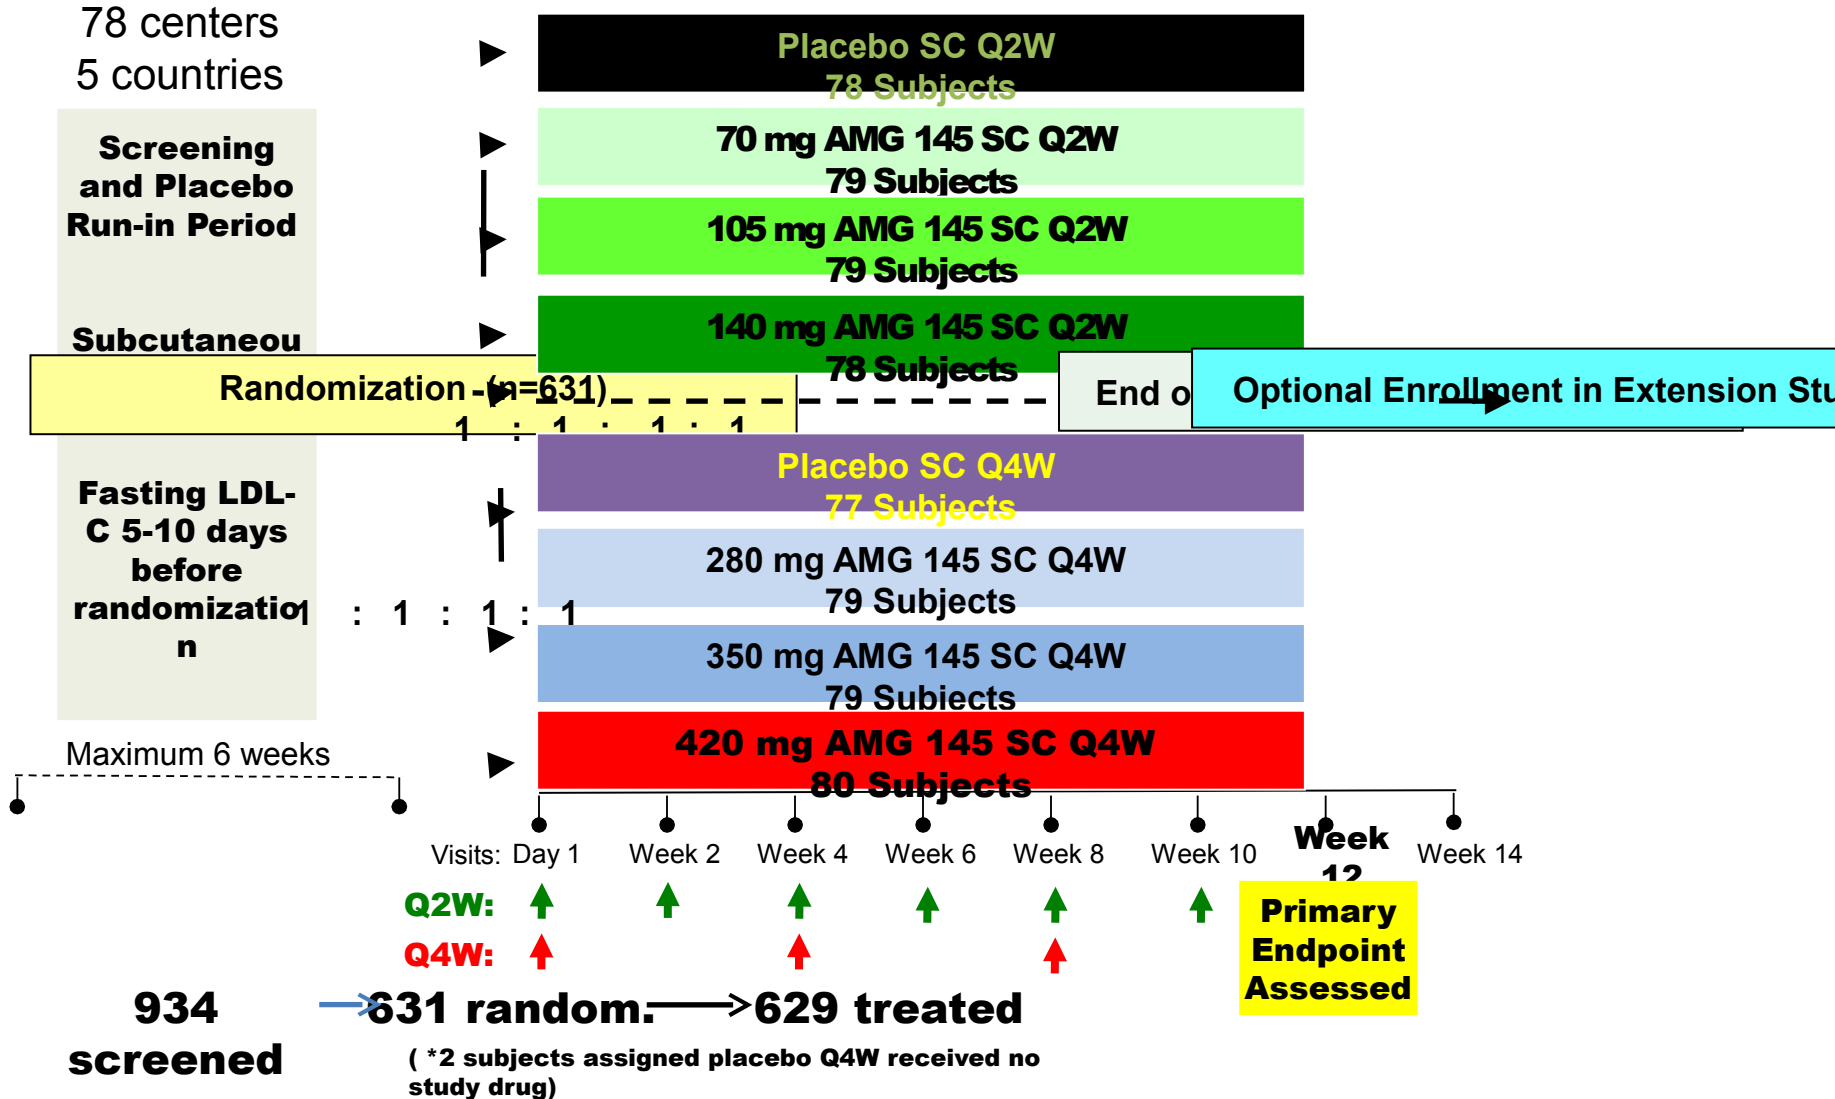 78 centers
5 countries
Screening
and Placebo
Run-in Period
Subcutaneou
Fasting LDL-
C 5-10 days
before
randomizatio
n
Maximum 6 weeks
Randomization (n=631)
1 : 1 : 1 : 1
1 : 1 : 1 : 1
Placebo SC Q2W
78 Subjects
70 mg AMG 145 SC Q2W
79 Subjects
105 mg AMG 145 SC Q2W
79 Subjects
140 mg AMG 145 SC Q2W
78 Subjects
End o
Optional Enrollment in Extension Stu
Placebo SC Q4W
77 Subjects
280 mg AMG 145 SC Q4W
79 Subjects
350 mg AMG 145 SC Q4W
79 Subjects
420 mg AMG 145 SC Q4W
80 Subjects
Visits: Day 1 Week 2 Week 4 Week 6 Week 8 Week 10 Week 12 Week 14
Q2W:
Q4W:
Primary
Endpoint
Assessed
934
screened
631 random.
629 treated
( *2 subjects assigned placebo Q4W received no
study drug)